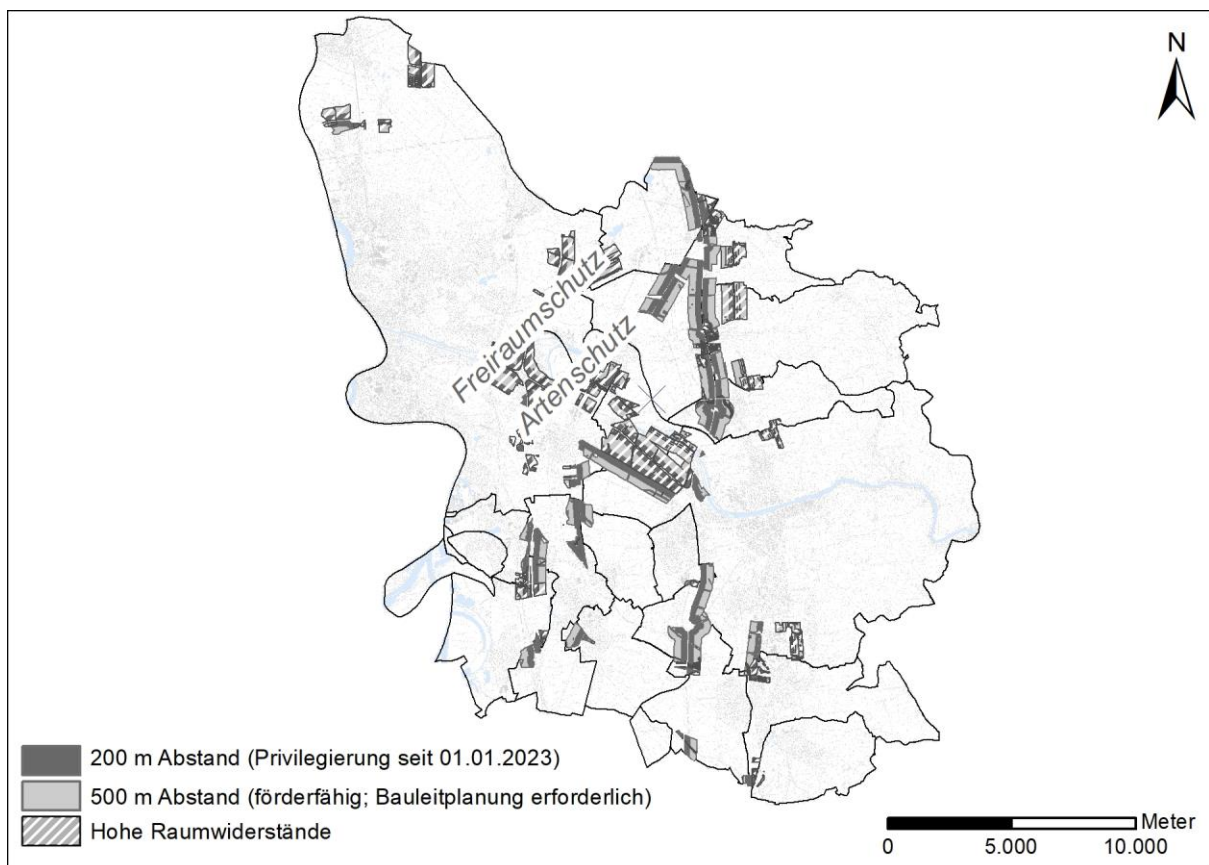 N
Freiraumschutz
Artenschutz
200 m Abstand (Privilegierung seit 01.01.2023)
500 m Abstand (förderfähig; Bauleitplanung erforderlich)
Hohe Raumwiderstände
Meter
0 5.000 10.000